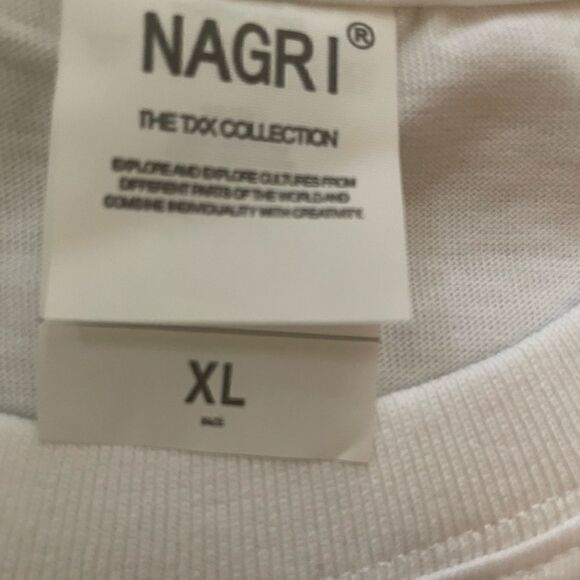 NAGRI®
THE TXX COLLECTION
EXPLORE AND EXPLORE CULTURES FROM
DIFFERENT PARTS OF THE WORLD AND
COMBINE INDIVIDUALITY WITH CREATIVITY.
XL